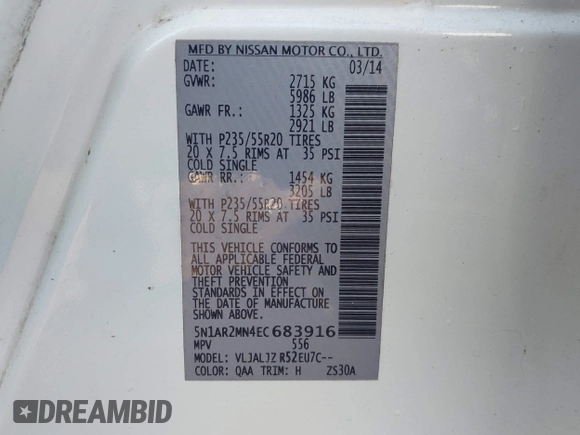 MFD BY NISSAN MOTOR CO., LTD.
DATE: 03/14
GVWR: 2715 KG
5986 LB
GAWR FR.: 1325 KG
2921 LB
WITH P235/55R20 TIRES
20 X 7.5 RIMS AT 35 PSI
COLD SINGLE
GAWR RR.: 1454 KG
3205 LB
WITH P235/55R20 TIRES
20 X 7.5 RIMS AT 35 PSI
COLD SINGLE
THIS VEHICLE CONFORMS TO
ALL APPLICABLE FEDERAL
MOTOR VEHICLE SAFETY AND
THEFT PREVENTION
STANDARDS IN EFFECT ON
THE DATE OF MANUFACTURE
SHOWN ABOVE.
5N1AR2MN4EC683916
MPV 556
MODEL: VLJALJZ R52EU7C--
COLOR: QAA TRIM: H ZS30A
DREAMBID